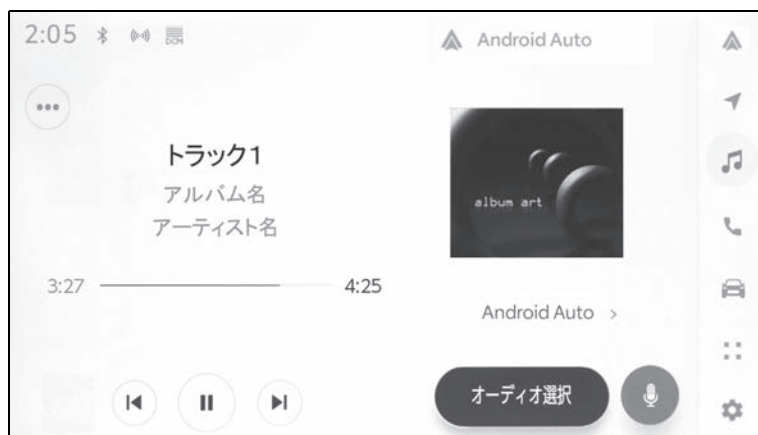 2:05
DCM
Android Auto
トラック1
アルバム名
アーティスト名
album art
3:27
4:25
Android Auto
オーディオ選択